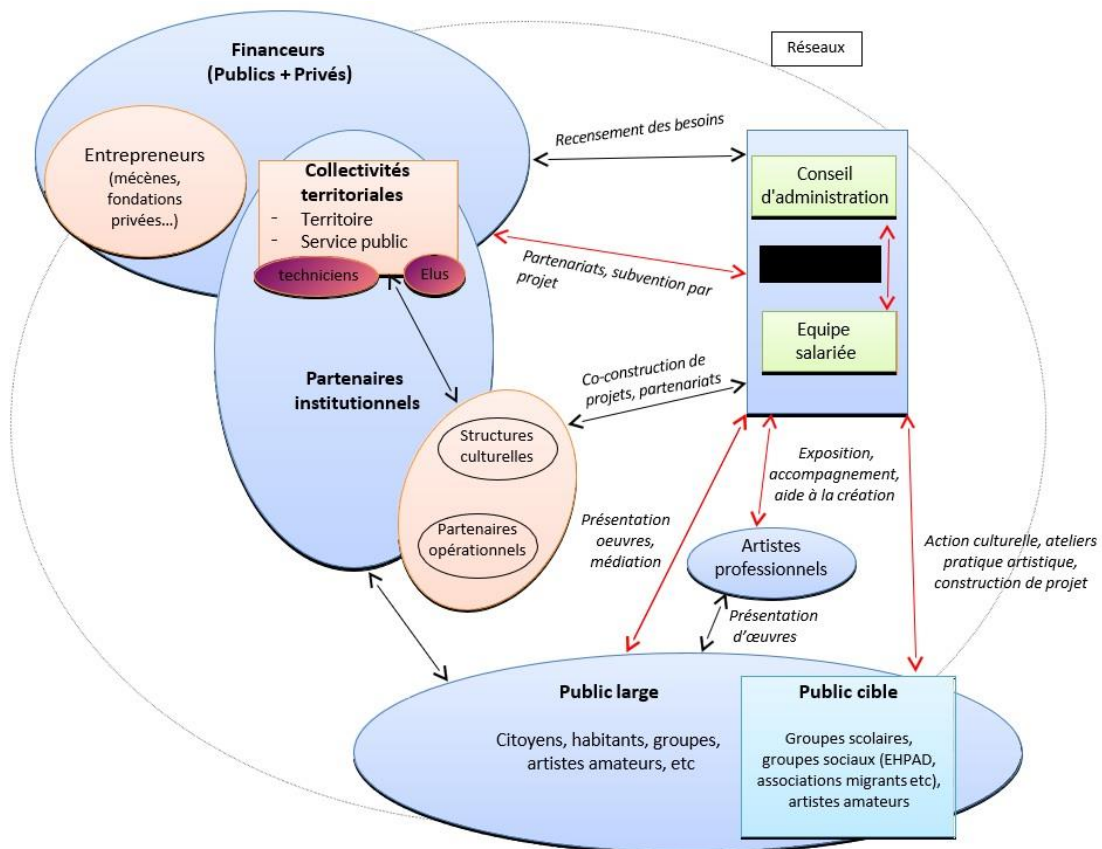 Réseaux
Financeurs
(Publics + Privés)
Entrepreneurs
(mécènes,
fondations
privées...)
Collectivités
territoriales
- Territoire
- Service public
techniciens
Elus
Recensement des besoins
Conseil
d'administration
Partenariats, subvention par
projet
Equipe
salariée
Partenaires
institutionnels
Co-construction de
projets, partenariats
Structures
culturelles
Partenaires
opérationnels
Exposition,
accompagnement,
aide à la création
Présentation
oeuvres,
médiation
Artistes
professionnels
Action culturelle, ateliers
pratique artistique,
construction de projet
Présentation
d'œuvres
Public large
Citoyens, habitants, groupes,
artistes amateurs, etc
Public cible
Groupes scolaires,
groupes sociaux (EHPAD,
associations migrants etc),
artistes amateurs